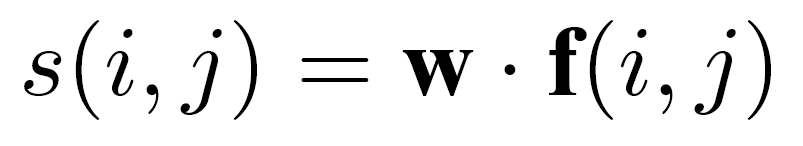 s(i, j) = w · f(i, j)